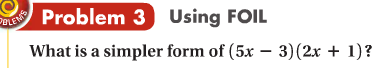 Problem 3 Using FOIL
What is a simpler form of (5x − 3)(2x + 1)?